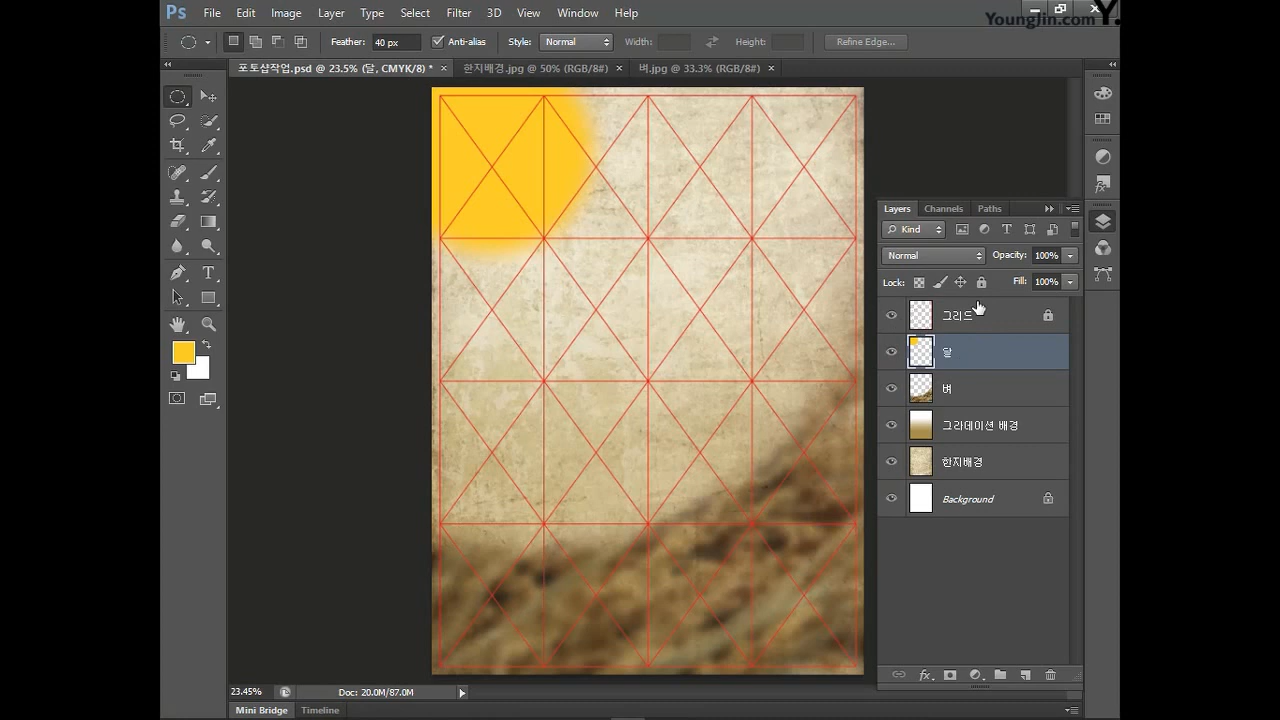 YoungJin.com Y.
Ps File Edit Image Layer Type Select Filter 3D View Window Help
Feather: 40 px Anti-alias Style: Normal Width: Height: Refine Edge...
포토샵작업.psd @ 23.5% (달, CMYK/8) * × 한지배경.jpg @ 50% (RGB/8#) × 벼.jpg @ 33.3% (RGB/8#) ×
Layers Channels Paths
Kind
Normal Opacity: 100%
Lock: Fill: 100%
그리드
달
벼
그라데이션 배경
한지배경
Background
fx
23.45% Doc: 20.0M/87.0M
Mini Bridge Timeline